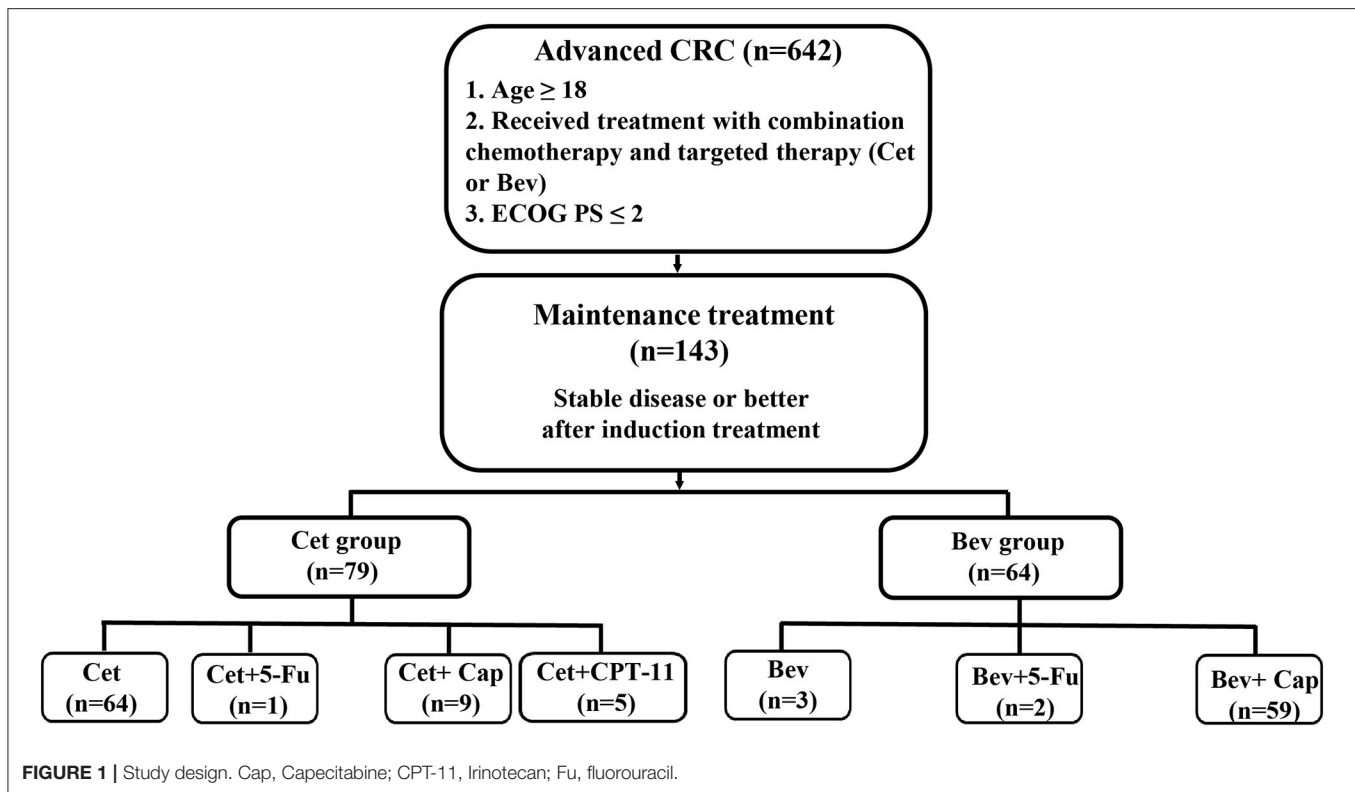 Advanced CRC (n=642)
1. Age ≥ 18
2. Received treatment with combination
chemotherapy and targeted therapy (Cet
or Bev)
3. ECOG PS ≤ 2
Maintenance treatment
(n=143)
Stable disease or better
after induction treatment
Cet group
(n=79)
Bev group
(n=64)
Cet
(n=64)
Cet+5-Fu
(n=1)
Cet+ Cap
(n=9)
Cet+CPT-11
(n=5)
Bev
(n=3)
Bev+5-Fu
(n=2)
Bev+ Cap
(n=59)
FIGURE 1 | Study design. Cap, Capecitabine; CPT-11, Irinotecan; Fu, fluorouracil.